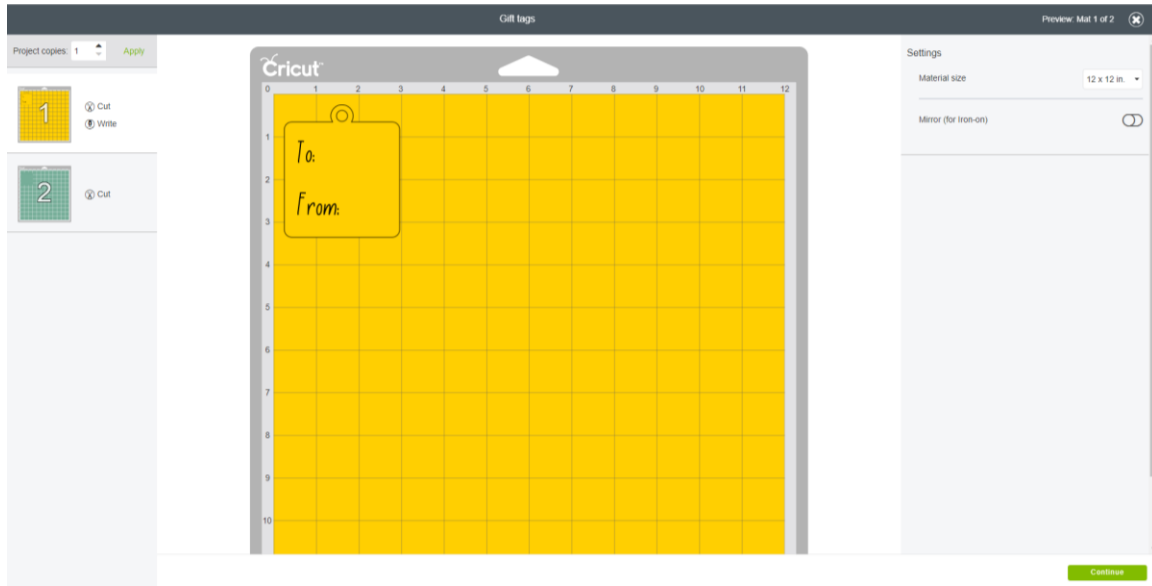 Gift tags
Preview: Mat 1 of 2
Project copies: 1 Apply
Settings
Material size 12 x 12 in.
Mirror (for Iron-on)
1
Cut
Write
2
Cut
Cricut
0 1 2 3 4 5 6 7 8 9 10 11 12
1
To:
2
From:
3
4
5
6
7
8
9
10
Continue